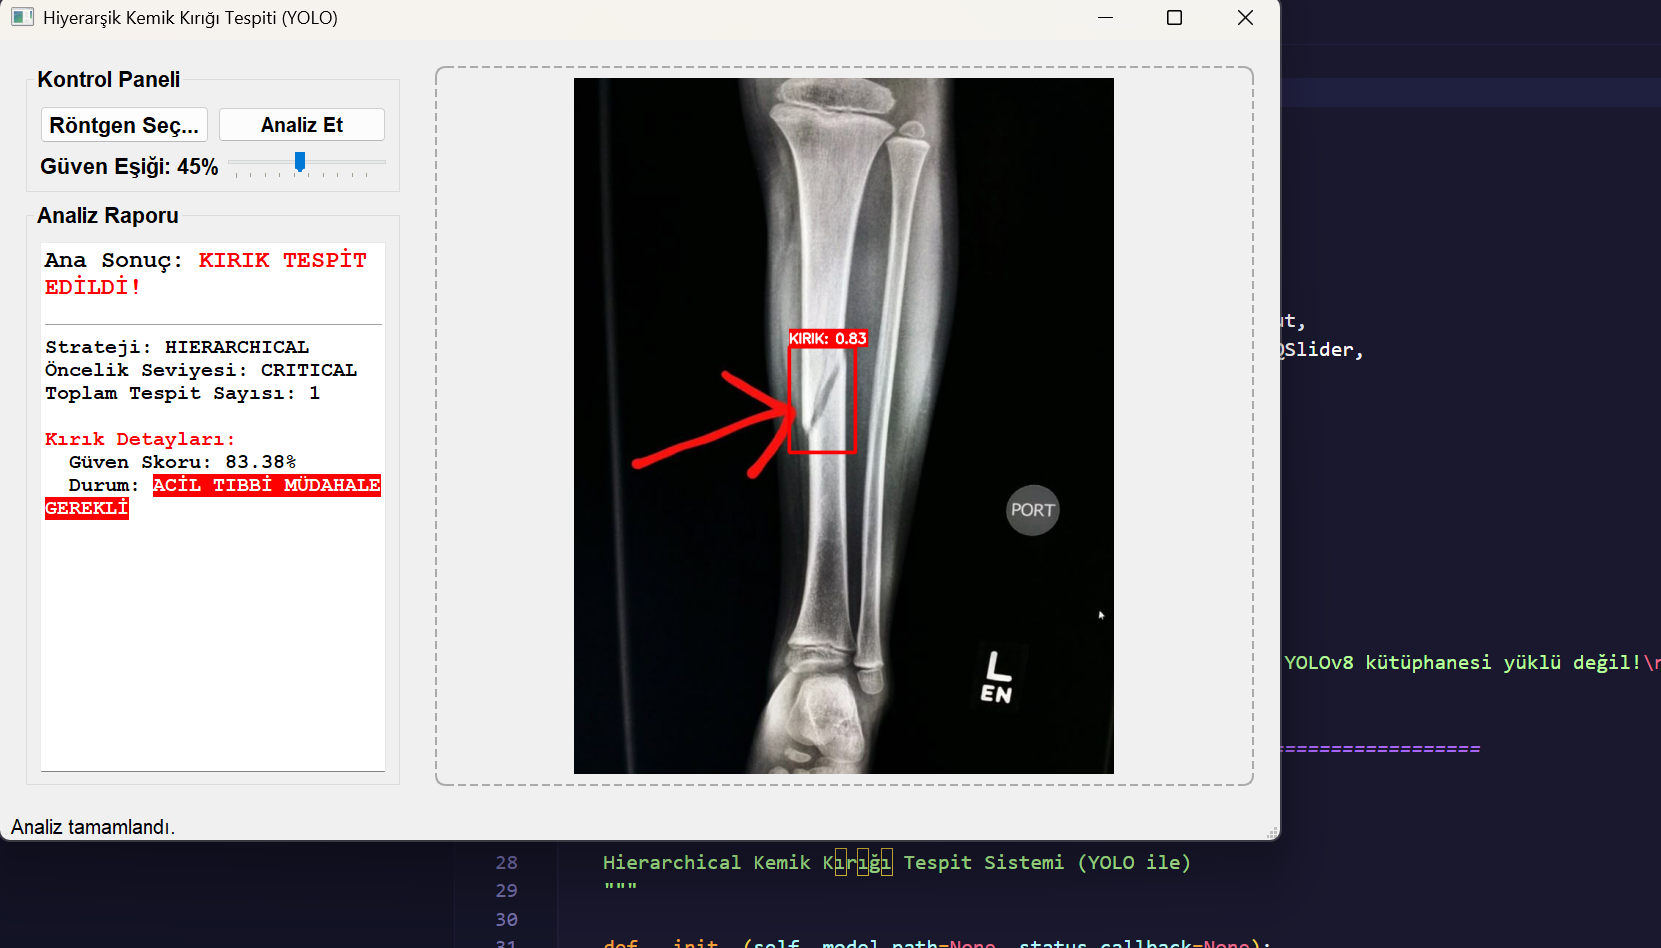 Hiyerarşik Kemik Kırığı Tespiti (YOLO)
Kontrol Paneli
Röntgen Seç...
Analiz Et
Güven Eşiği: 45%
Analiz Raporu
Ana Sonuç: KIRIK TESPİT
EDİLDİ!
Strateji: HIERARCHICAL
Öncelik Seviyesi: CRITICAL
Toplam Tespit Sayısı: 1
Kırık Detayları:
Güven Skoru: 83.38%
Durum: ACİL TIBBİ MÜDAHALE
GEREKLİ
KIRIK: 0.83
PORT
L
EN
Analiz tamamlandı.
ut,
QSlider,
YOLOv8 kütüphanesi yüklü değil!\n
==================
28 Hierarchical Kemik Kırığı Tespit Sistemi (YOLO ile)
29 """
30
31 def __init__(self, model_path=None, status_callback=None):